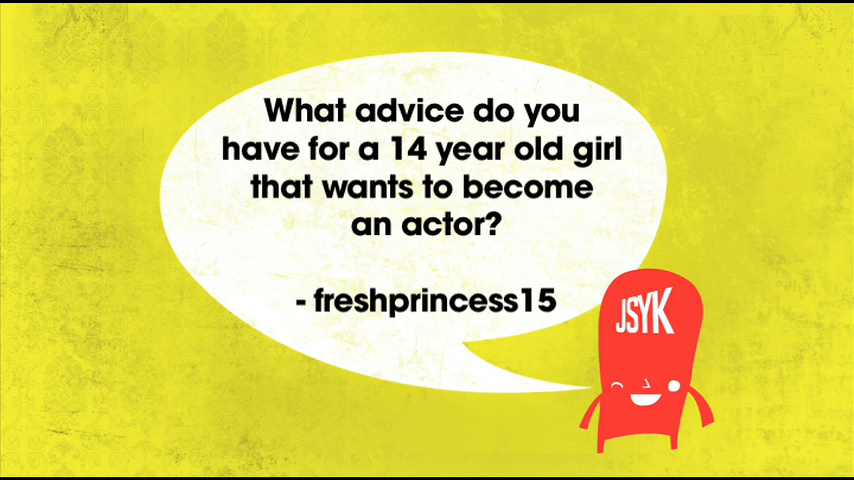 What advice do you
have for a 14 year old girl
that wants to become
an actor?
- freshprincess15
JSYK